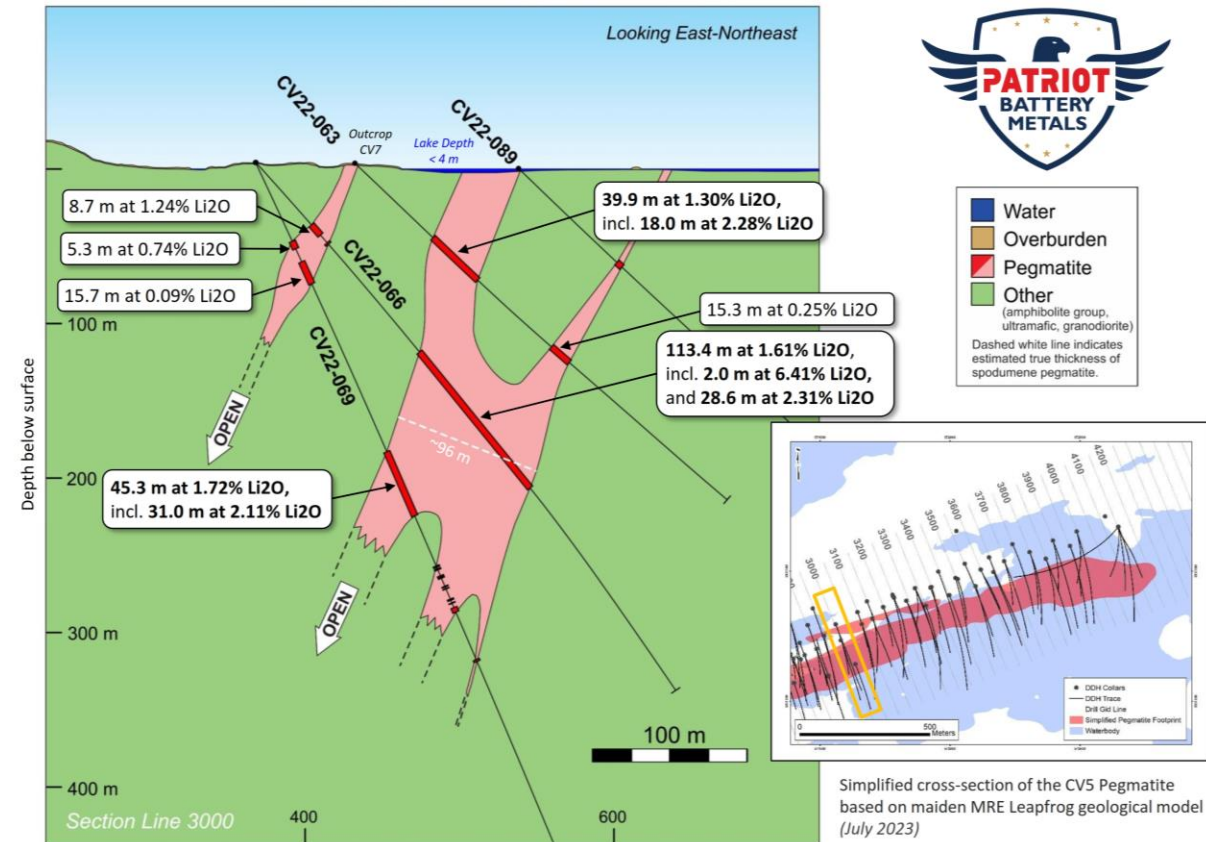 Looking East-Northeast
PATRIOT
BATTERY
METALS
CV22-063
Outcrop
CV7
Lake Depth
< 4 m
CV22-089
8.7 m at 1.24% Li2O
5.3 m at 0.74% Li2O
15.7 m at 0.09% Li2O
39.9 m at 1.30% Li2O,
incl. 18.0 m at 2.28% Li2O
CV22-066
CV22-069
15.3 m at 0.25% Li2O
113.4 m at 1.61% Li2O,
incl. 2.0 m at 6.41% Li2O,
and 28.6 m at 2.31% Li2O
~96 m
45.3 m at 1.72% Li2O,
incl. 31.0 m at 2.11% Li2O
OPEN
OPEN
Depth below surface
100 m
200 m
300 m
400 m
100 m
Section Line 3000
400
600
Water
Overburden
Pegmatite
Other
(amphibolite group,
ultramafic, granodiorite)
Dashed white line indicates
estimated true thickness of
spodumene pegmatite.
3000
3100
3200
3300
3400
3500
3600
3700
3800
3900
4000
4100
4200
0
500
Meters
DDH Collars
DDH Trace
Drill Gid Line
Simplified Pegmatite Footprint
Waterbody
Simplified cross-section of the CV5 Pegmatite
based on maiden MRE Leapfrog geological model
(July 2023)